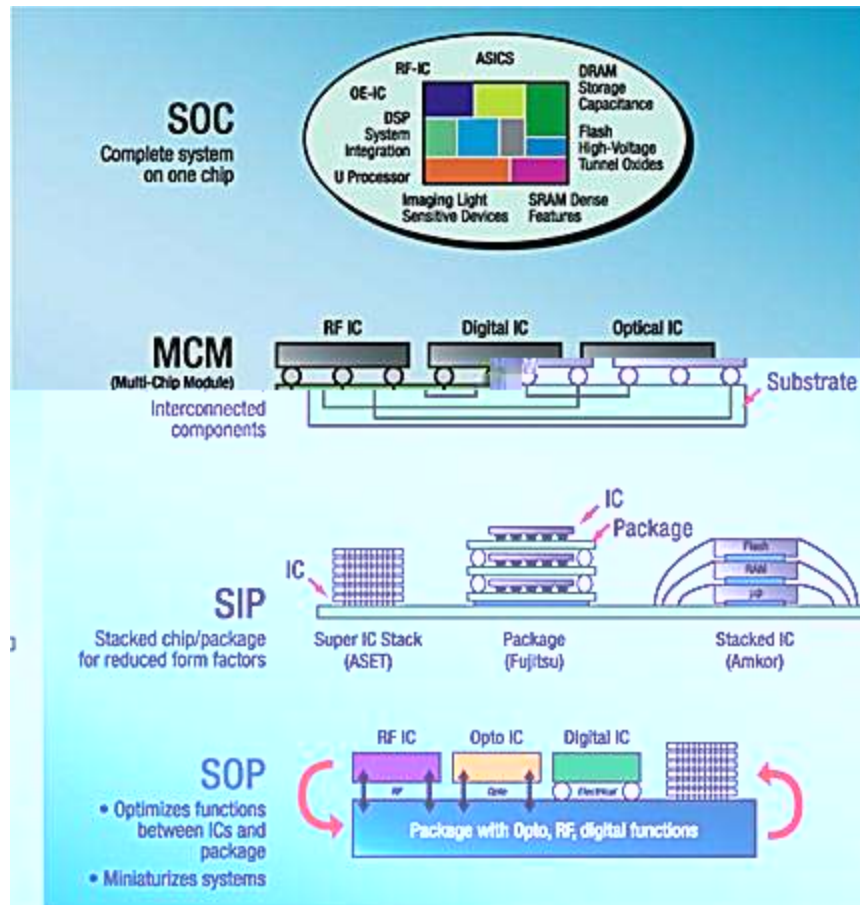 SOC
Complete system
on one chip
ASICS
RF-IC
OE-IC
DSP
System
Integration
U Processor
DRAM
Storage
Capacitance
Flash
High-Voltage
Tunnel Oxides
Imaging Light
Sensitive Devices
SRAM Dense
Features
MCM
(Multi-Chip Module)
Interconnected
components
RF IC
Digital IC
Optical IC
Substrate
SIP
Stacked chip/package
for reduced form factors
IC
Super IC Stack
(ASET)
IC
Package
Package
(Fujitsu)
Flash
RAM
µP
Stacked IC
(Amkor)
SOP
• Optimizes functions
between ICs and
package
• Miniaturizes systems
RF IC
Opto IC
Digital IC
RF
Opto
Electrical
Package with Opto, RF, digital functions